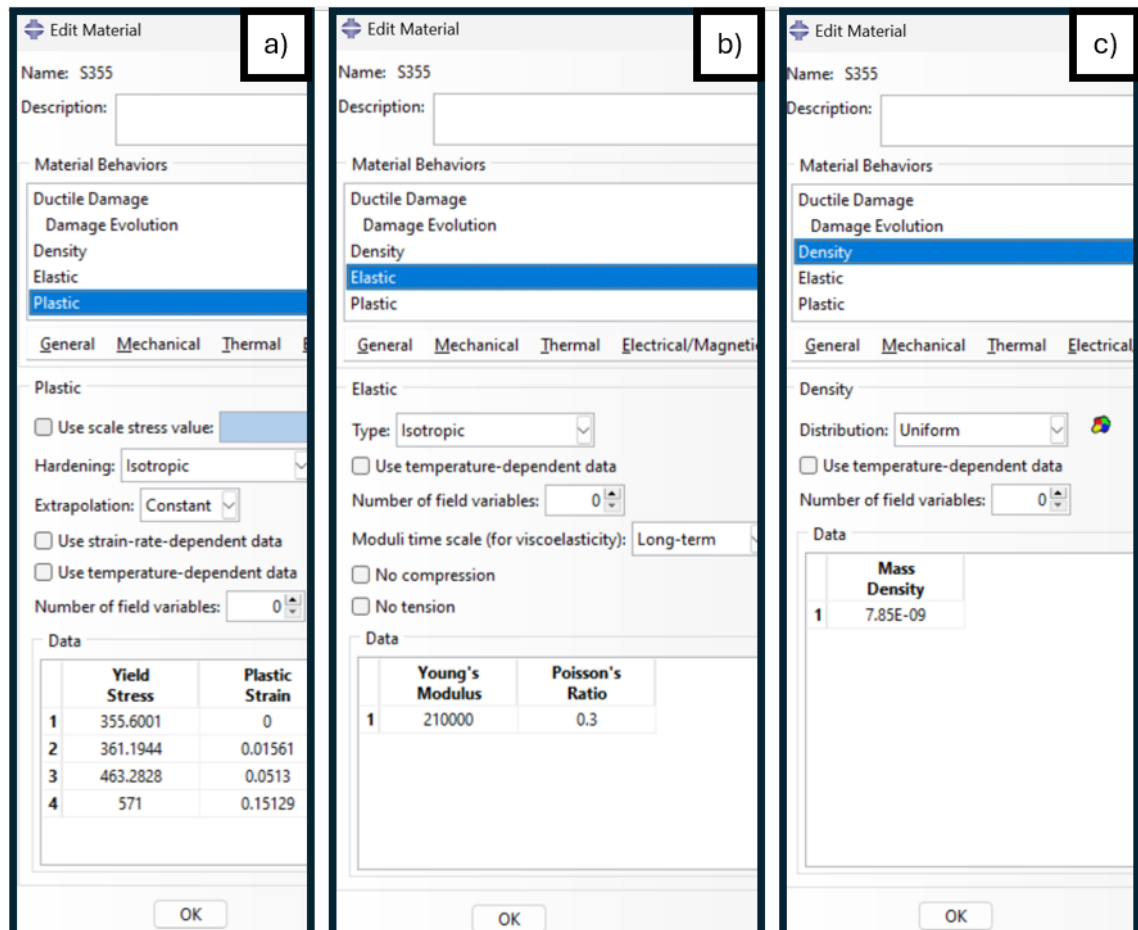 Edit Material
a)
Name: S355
Description:
Material Behaviors
Ductile Damage
Damage Evolution
Density
Elastic
Plastic
General Mechanical Thermal
Plastic
Use scale stress value:
Hardening: Isotropic
Extrapolation: Constant
Use strain-rate-dependent data
Use temperature-dependent data
Number of field variables: 0
Data
Yield Stress Plastic Strain
1 355.6001 0
2 361.1944 0.01561
3 463.2828 0.0513
4 571 0.15129
OK
Edit Material
b)
Name: S355
Description:
Material Behaviors
Ductile Damage
Damage Evolution
Density
Elastic
Plastic
General Mechanical Thermal Electrical/Magneti
Elastic
Type: Isotropic
Use temperature-dependent data
Number of field variables: 0
Moduli time scale (for viscoelasticity): Long-term
No compression
No tension
Data
Young's Modulus Poisson's Ratio
1 210000 0.3
OK
Edit Material
c)
Name: S355
Description:
Material Behaviors
Ductile Damage
Damage Evolution
Density
Elastic
Plastic
General Mechanical Thermal Electrical
Density
Distribution: Uniform
Use temperature-dependent data
Number of field variables: 0
Data
Mass Density
1 7.85E-09
OK